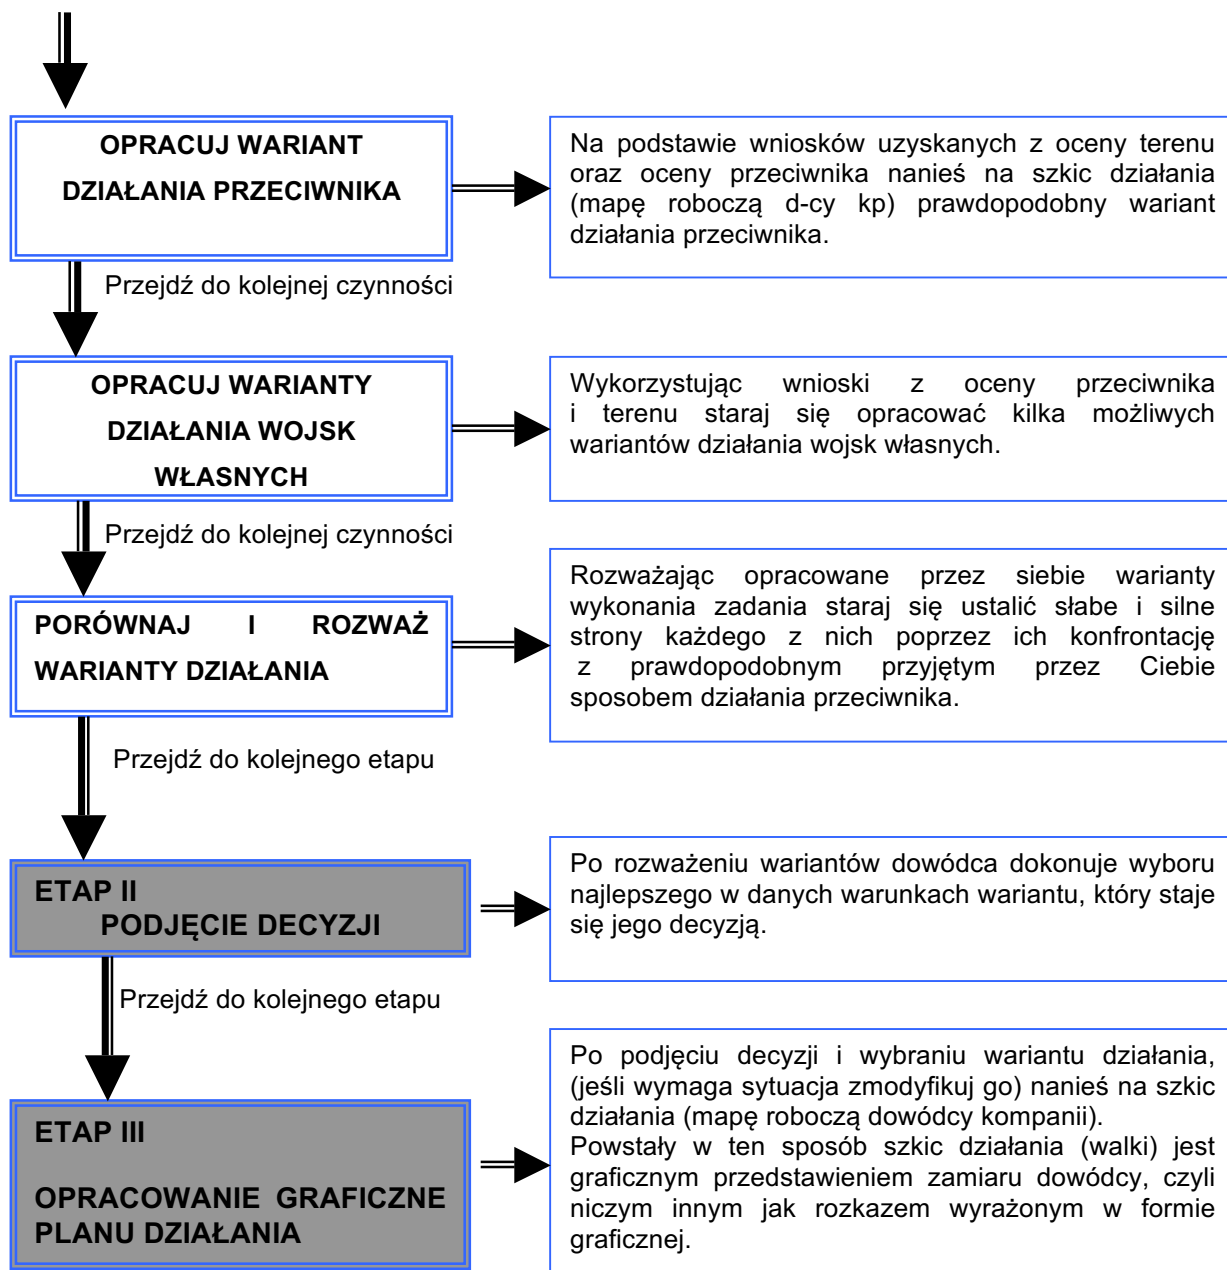 OPRACUJ WARIANT
DZIAŁANIA PRZECIWNIKA
Na podstawie wniosków uzyskanych z oceny terenu
oraz oceny przeciwnika nanieś na szkic działania
(mapę roboczą d-cy kp) prawdopodobny wariant
działania przeciwnika.
Przejdź do kolejnej czynności
OPRACUJ WARIANTY
DZIAŁANIA WOJSK
WŁASNYCH
Wykorzystując wnioski z oceny przeciwnika
i terenu staraj się opracować kilka możliwych
wariantów działania wojsk własnych.
Przejdź do kolejnej czynności
PORÓWNAJ I ROZWAŻ
WARIANTY DZIAŁANIA
Rozważając opracowane przez siebie warianty
wykonania zadania staraj się ustalić słabe i silne
strony każdego z nich poprzez ich konfrontację
z prawdopodobnym przyjętym przez Ciebie
sposobem działania przeciwnika.
Przejdź do kolejnego etapu
ETAP II
PODJĘCIE DECYZJI
Po rozważeniu wariantów dowódca dokonuje wyboru
najlepszego w danych warunkach wariantu, który staje
się jego decyzją.
Przejdź do kolejnego etapu
ETAP III
OPRACOWANIE GRAFICZNE
PLANU DZIAŁANIA
Po podjęciu decyzji i wybraniu wariantu działania,
(jeśli wymaga sytuacja zmodyfikuj go) nanieś na szkic
działania (mapę roboczą dowódcy kompanii).
Powstały w ten sposób szkic działania (walki) jest
graficznym przedstawieniem zamiaru dowódcy, czyli
niczym innym jak rozkazem wyrażonym w formie
graficznej.